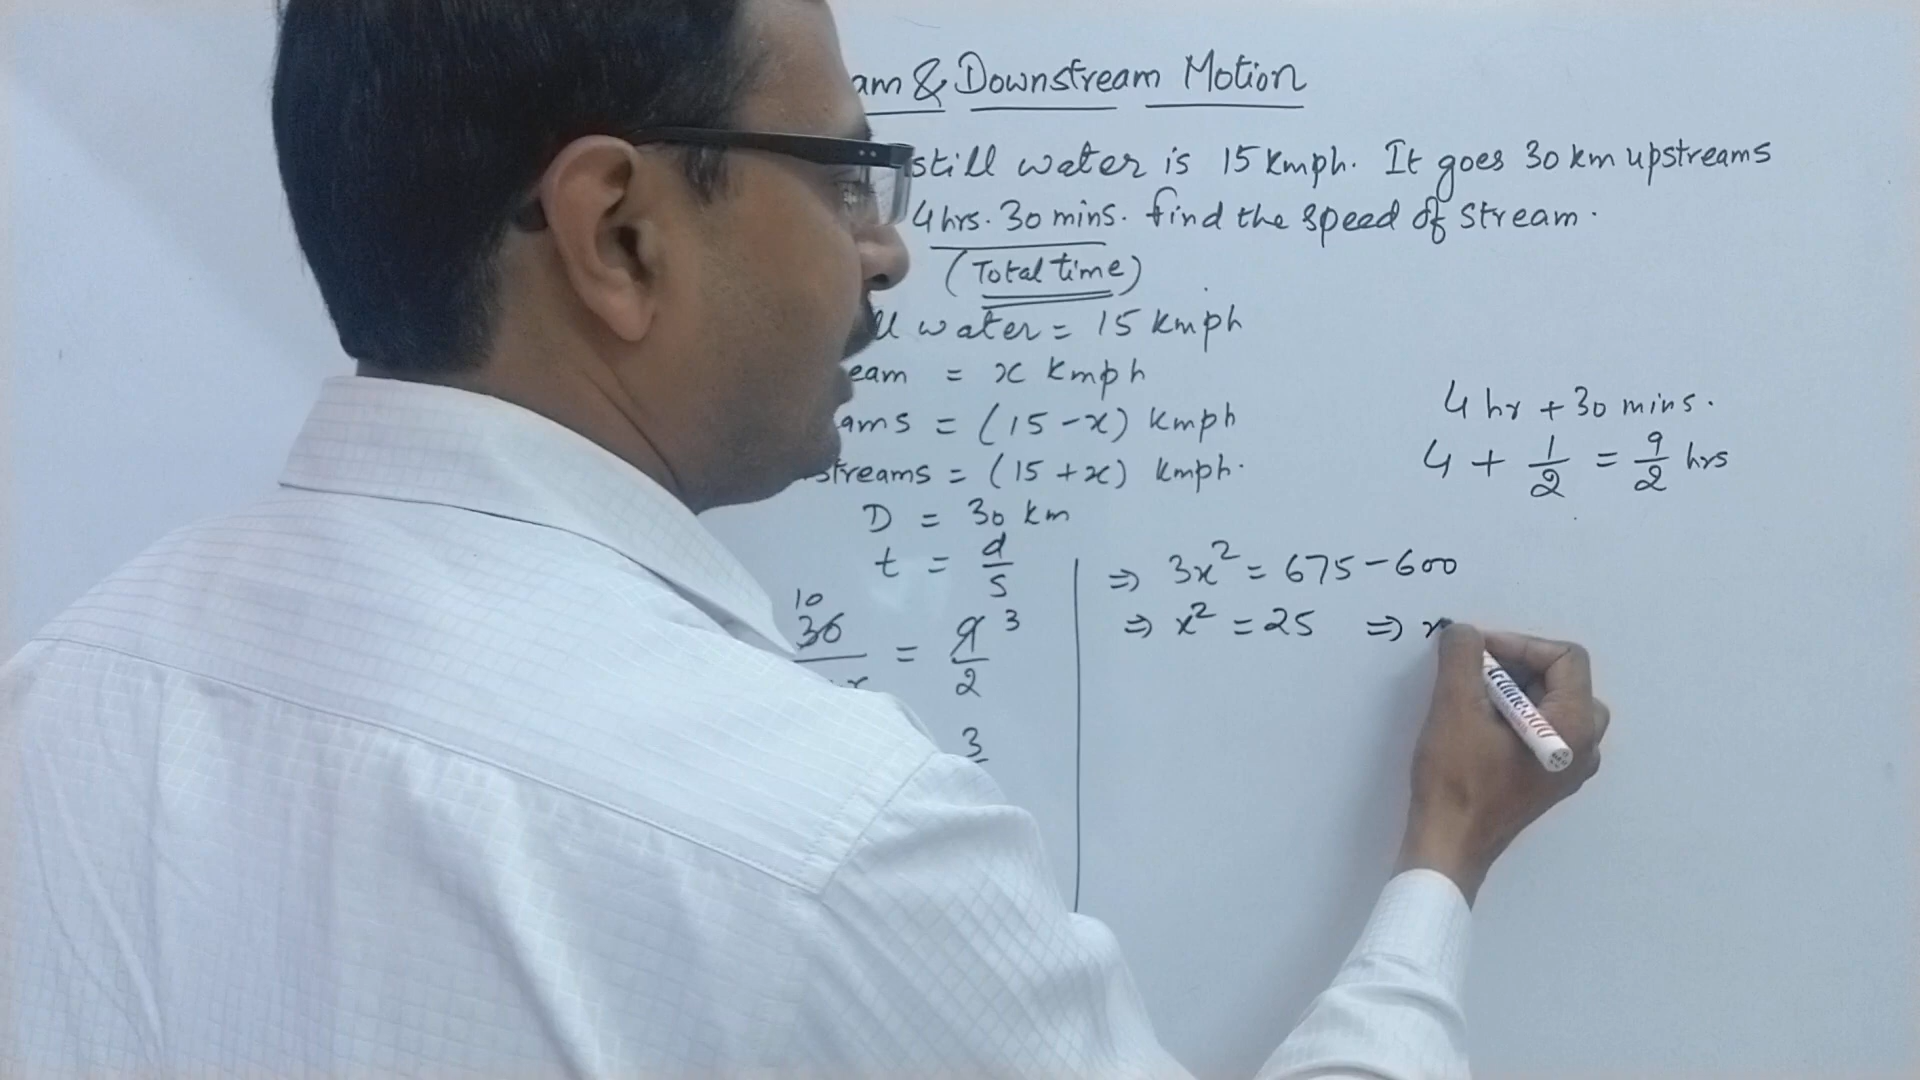 am & Downstream Motion
still water is 15 Kmph. It goes 30 km upstreams
4 hrs. 30 mins. find the speed of stream.
(Total time)
ll water = 15 Kmph
eam = x Kmph
ams = (15-x) Kmph
streams = (15+x) Kmph.
D = 30 km
t = d/s
10
30 = 9/2 3
3
4 hr + 30 mins.
4 + 1/2 = 9/2 hrs
⇒ 3x² = 675-600
⇒ x² = 25 ⇒ x